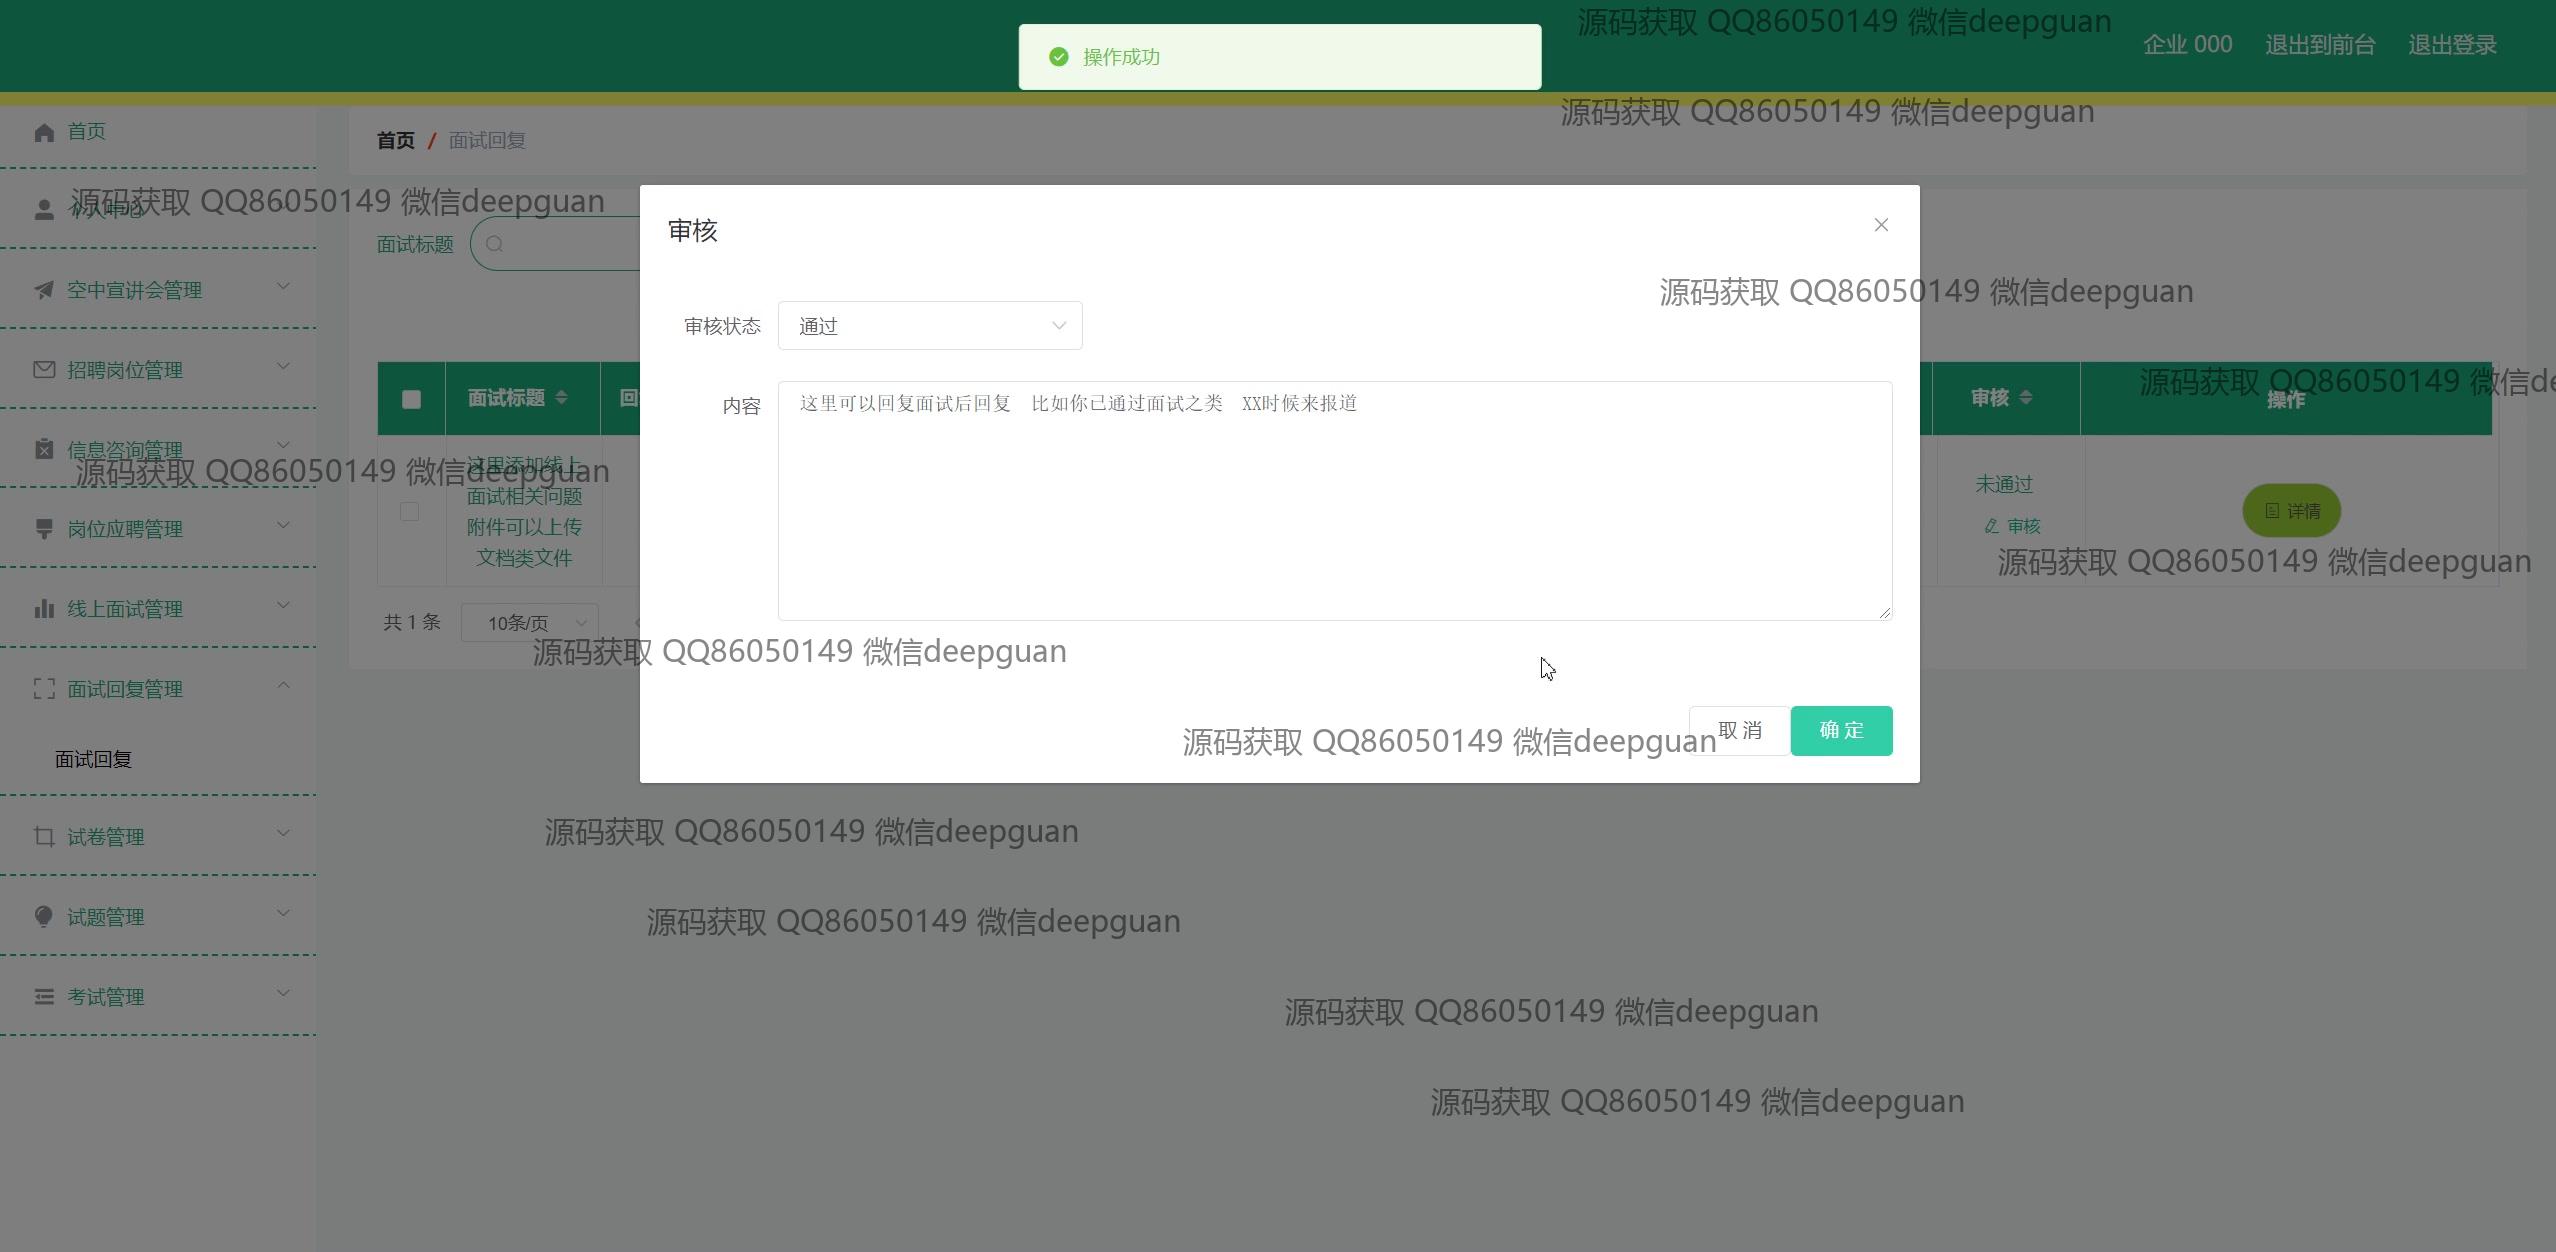 源码获取 QQ86050149 微信deepguan
操作成功
企业 000 退出到前台 退出登录
源码获取 QQ86050149 微信deepguan
首页
首页 / 面试回复
源码获取 QQ86050149 微信deepguan
个人中心
审核
面试标题
空中宣讲会管理
源码获取 QQ86050149 微信deepguan
审核状态 通过
招聘岗位管理
源码获取 QQ86050149 微信de
面试标题 回 审核 操作
内容 这里可以回复面试后回复 比如你已通过面试之类 XX时候来报道
信息咨询管理
源码获取 QQ86050149 微信deepguan
这里添加线上
面试相关问题
附件可以上传
文档类文件
未通过
审核
详情
岗位应聘管理
源码获取 QQ86050149 微信deepguan
线上面试管理
共 1 条 10条/页
源码获取 QQ86050149 微信deepguan
面试回复管理
取消 确定
源码获取 QQ86050149 微信deepguan
面试回复
试卷管理
源码获取 QQ86050149 微信deepguan
试题管理
源码获取 QQ86050149 微信deepguan
考试管理
源码获取 QQ86050149 微信deepguan
源码获取 QQ86050149 微信deepguan